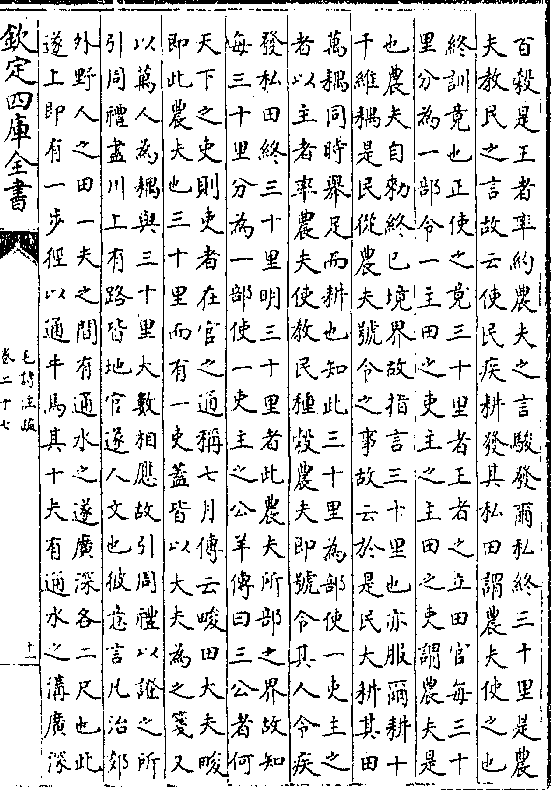 百穀是王者率約農夫之言駿發爾私終三十里是農
夫教民之言故云使民疾耕發其私田謂農夫使之也
終訓竟也正使之竟三十里者王者之立田官每三十
里分為一部令一主田之吏主之主田之吏謂農夫是
也農夫自勑終已境界故指言三十里也亦服爾耕十
千維耦是民從農夫號令之事故云於是民大耕其田
萬耦同時舉足而耕也知此三十里為部使一吏主之
者以主者率農夫使教民種穀農夫即號令其人令疾
發私田終三十里明三十里者此農夫所部之界故知
每三十里分為一部使一吏主之公羊傳曰三公者何
天下之吏則吏者在官之通稱七月傳云畯田大夫畯
即此農夫也三十里而有一吏葢皆以大夫為之箋又
以萬人為耦與三十里大數相應故引周禮以證之所
引周禮盡川上有路皆地官遂人文也彼意言凡治郊
外野人之田一夫之間有通水之遂廣深各二尺也此
遂上即有一步徑以通牛馬其十夫有通水之溝廣深
欽定四庫全書
毛詩注疏
卷二十七
十一